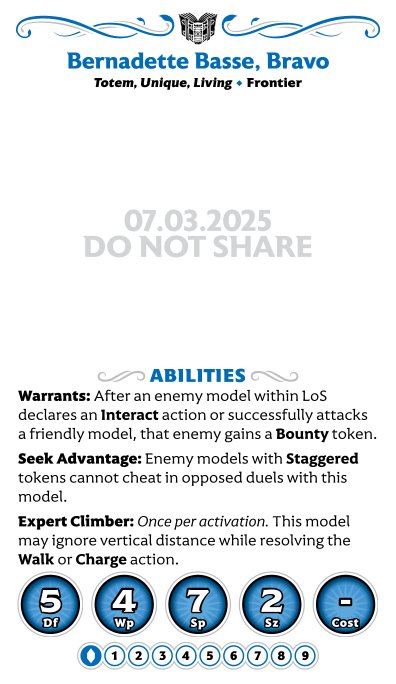 Bernadette Basse, Bravo
Totem, Unique, Living ◆ Frontier
07.03.2025
DO NOT SHARE
ABILITIES
Warrants: After an enemy model within LoS
declares an Interact action or successfully attacks
a friendly model, that enemy gains a Bounty token.
Seek Advantage: Enemy models with Staggered
tokens cannot cheat in opposed duels with this
model.
Expert Climber: Once per activation. This model
may ignore vertical distance while resolving the
Walk or Charge action.
5 4 7 2 -
Df Wp Sp Sz Cost
1 2 3 4 5 6 7 8 9